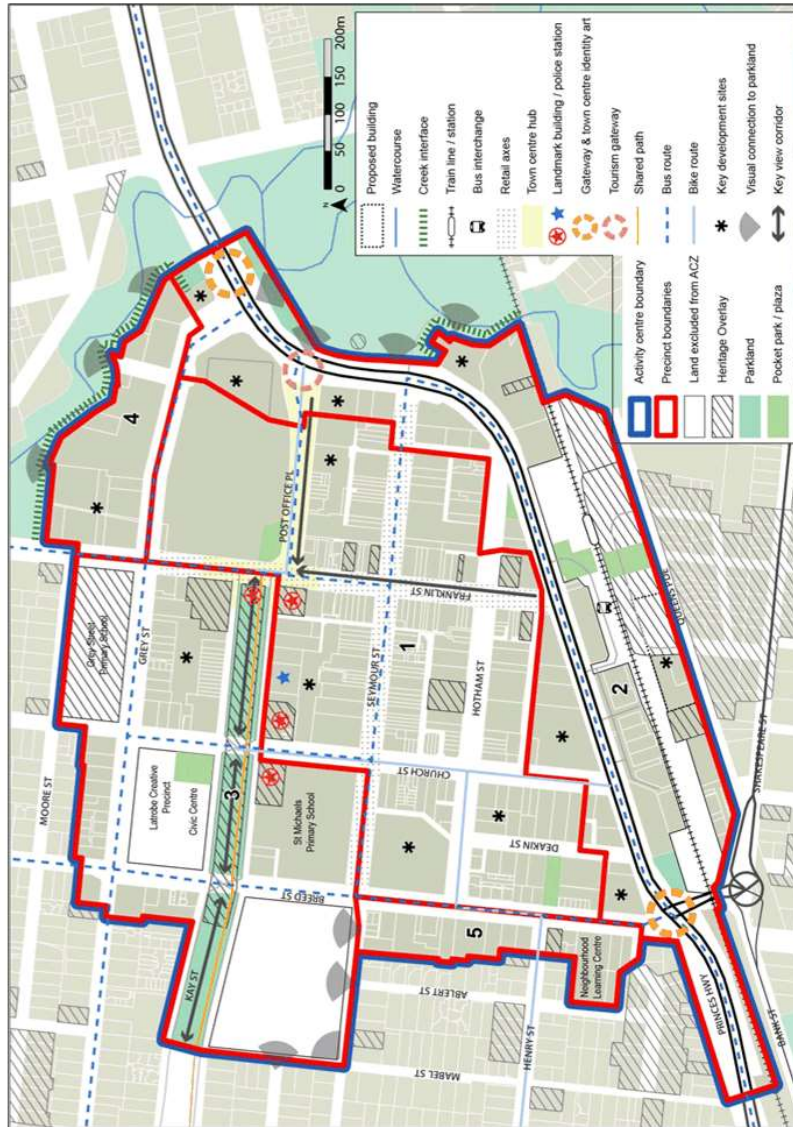 MOORE ST
Grey Street
Primary School
GREY ST
4
Latrobe Creative
Precinct
Civic Centre
KAY ST
3
POST OFFICE PL
St Michaels
Primary School
BREED ST
CHURCH ST
FRANKLIN ST
SEYMOUR ST
1
HOTHAM ST
DEAKIN ST
5
ABLERT ST
MABEL ST
HENRY ST
Neighbourhood
Learning Centre
PRINCES HWY
BANK ST
SHAKESPEARE ST
2
N
0
50
100
150
200m
Activity centre boundary
Precinct boundaries
Land excluded from ACZ
Heritage Overlay
Parkland
Pocket park / plaza
Proposed building
Watercourse
Creek interface
Train line / station
Bus interchange
Retail axes
Town centre hub
Landmark building / police station
Gateway & town centre identity art
Tourism gateway
Shared path
Bus route
Bike route
Key development sites
Visual connection to parkland
Key view corridor